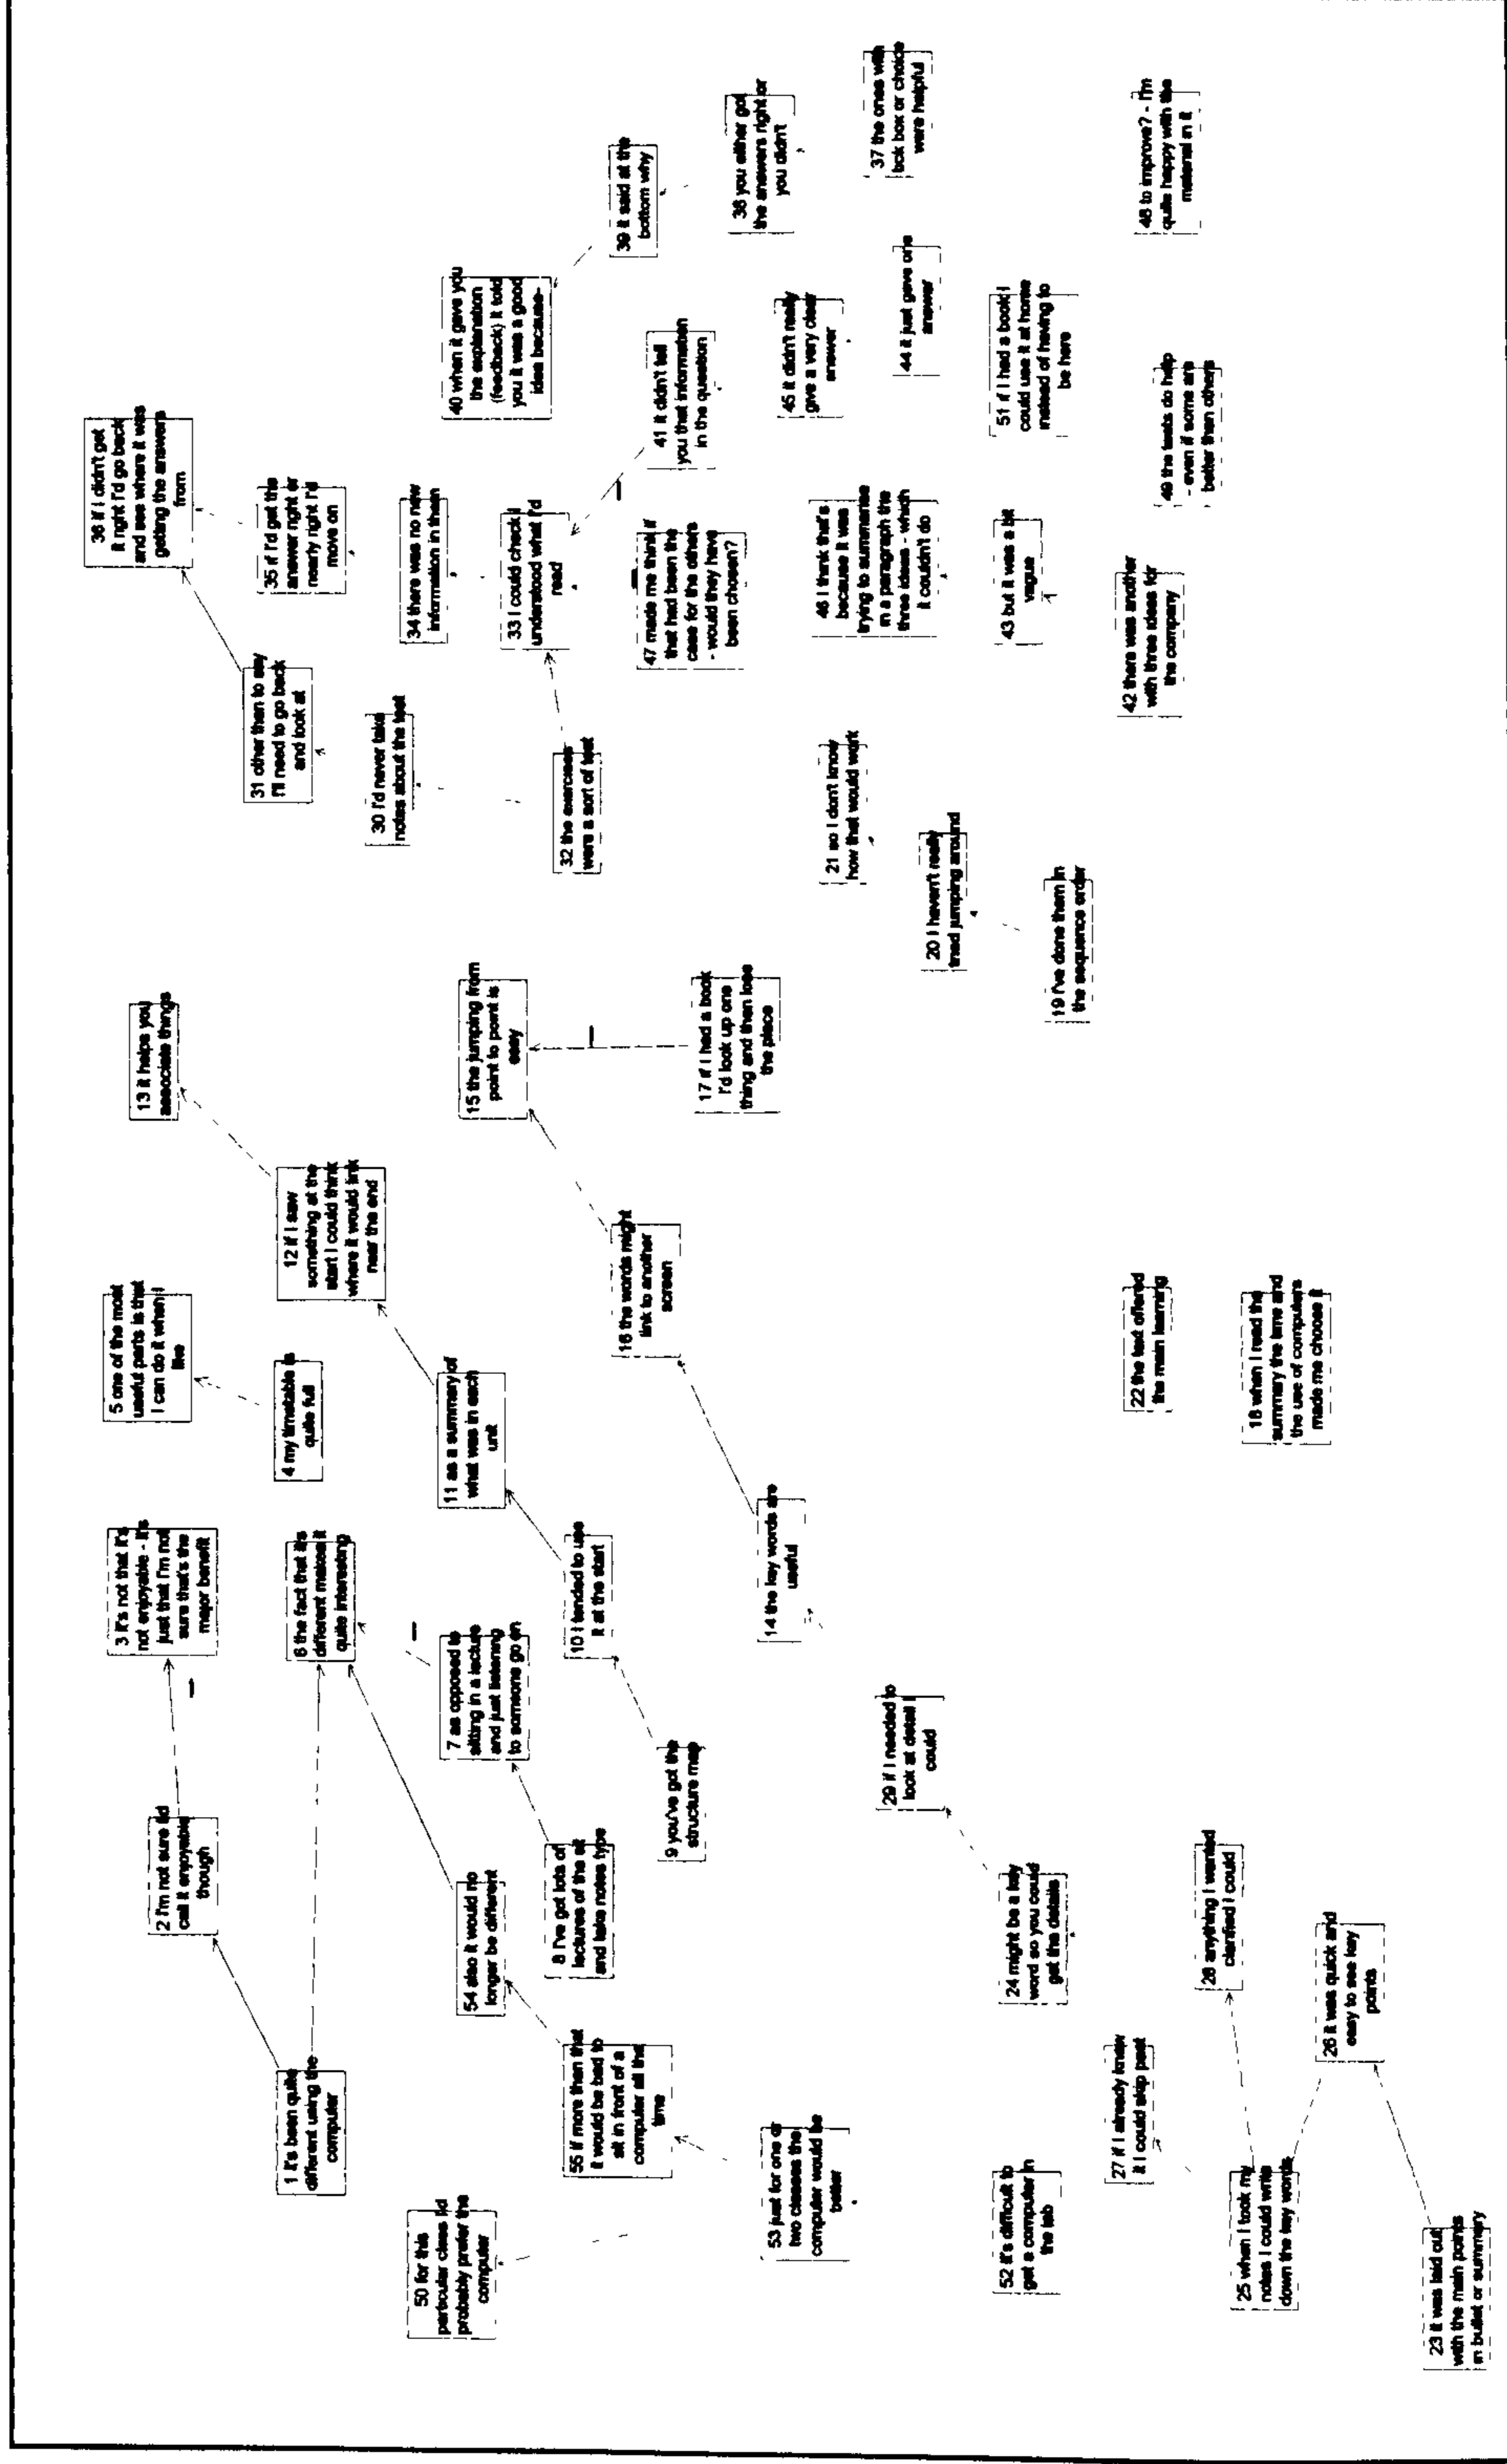 1 it's been quite
different using the
computer
2 I'm not sure I'd
call it enjoyable
though
3 it's not that it's
not enjoyable - it's
just that I'm not
sure that's the
major benefit
4 my timetable is
quite full
5 one of the most
useful parts is that
I can do it when I
like
6 the fact that it's
different makes it
quite interesting
7 as opposed to
sitting in a lecture
and just listening
to someone go on
8 I've got lots of
lectures of the sit
and take notes type
9 you've got the
structure map
10 I tended to use
it at the start
11 as a summary of
what was in each
unit
12 if I saw
something at the
start I could think
where it would link
near the end
13 it helps you
associate things
14 the key words are
useful
15 the jumping from
point to point is
easy
16 the words might
link to another
screen
17 if I had a book
I'd look up one
thing and then lose
the place
18 when I read the
summary the time and
the use of computers
made me choose it
19 I've done them in
the sequence order
20 I haven't really
tried jumping around
21 so I don't know
how that would work
22 the text offered
the main learning
23 it was laid out
with the main points
in bullet or summary
24 might be a key
word so you could
get the details
25 when I took my
notes I could write
down the key words
26 it was quick and
easy to see key
points
27 if I already knew
it I could skip past
28 anything I wanted
clarified I could
29 if I needed to
look at detail I
could
30 I'd never take
notes about the test
31 other than to say
I'll need to go back
and look at
32 the exercises
were a sort of test
33 I could check I
understood what I'd
read
34 there was no new
information in them
35 if I'd get the
answer right or
nearly right I'd
move on
36 if I didn't get
it right I'd go back
and see where it was
getting the answers
from
37 the ones with
tick box or choice
were helpful
38 you either got
the answers right or
you didn't
39 it said at the
bottom why
40 when it gave you
the explanation
(feedback) it told
you it was a good
idea because-
41 it didn't tell
you that information
in the question
42 there was another
with three ideas for
the company
43 but it was a bit
vague
44 it just gave one
answer
45 it didn't really
give a very clear
answer
46 I think that's
because it was
trying to summarise
in a paragraph the
three ideas - which
it couldn't do
47 made me think if
that had been the
case for the others
- would they have
been chosen?
48 to improve? - I'm
quite happy with the
material in it
49 the tests do help
- even if some are
better than others
50 for this
particular class I'd
probably prefer the
computer
51 if I had a book I
could use it at home
instead of having to
be here
52 it's difficult to
get a computer in
the lab
53 just for one or
two classes the
computer would be
better
54 also it would no
longer be different
55 if more than that
it would be bad to
sit in front of a
computer all the
time